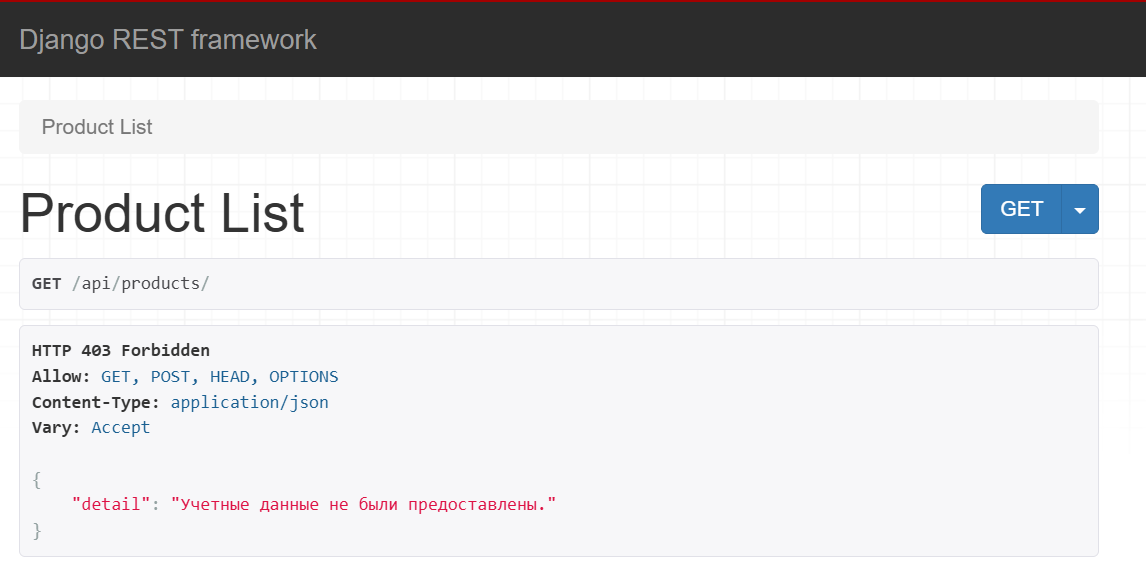 Django REST framework
Product List
Product List
GET
GET /api/products/
HTTP 403 Forbidden
Allow: GET, POST, HEAD, OPTIONS
Content-Type: application/json
Vary: Accept
{
"detail": "Учетные данные не были предоставлены."
}